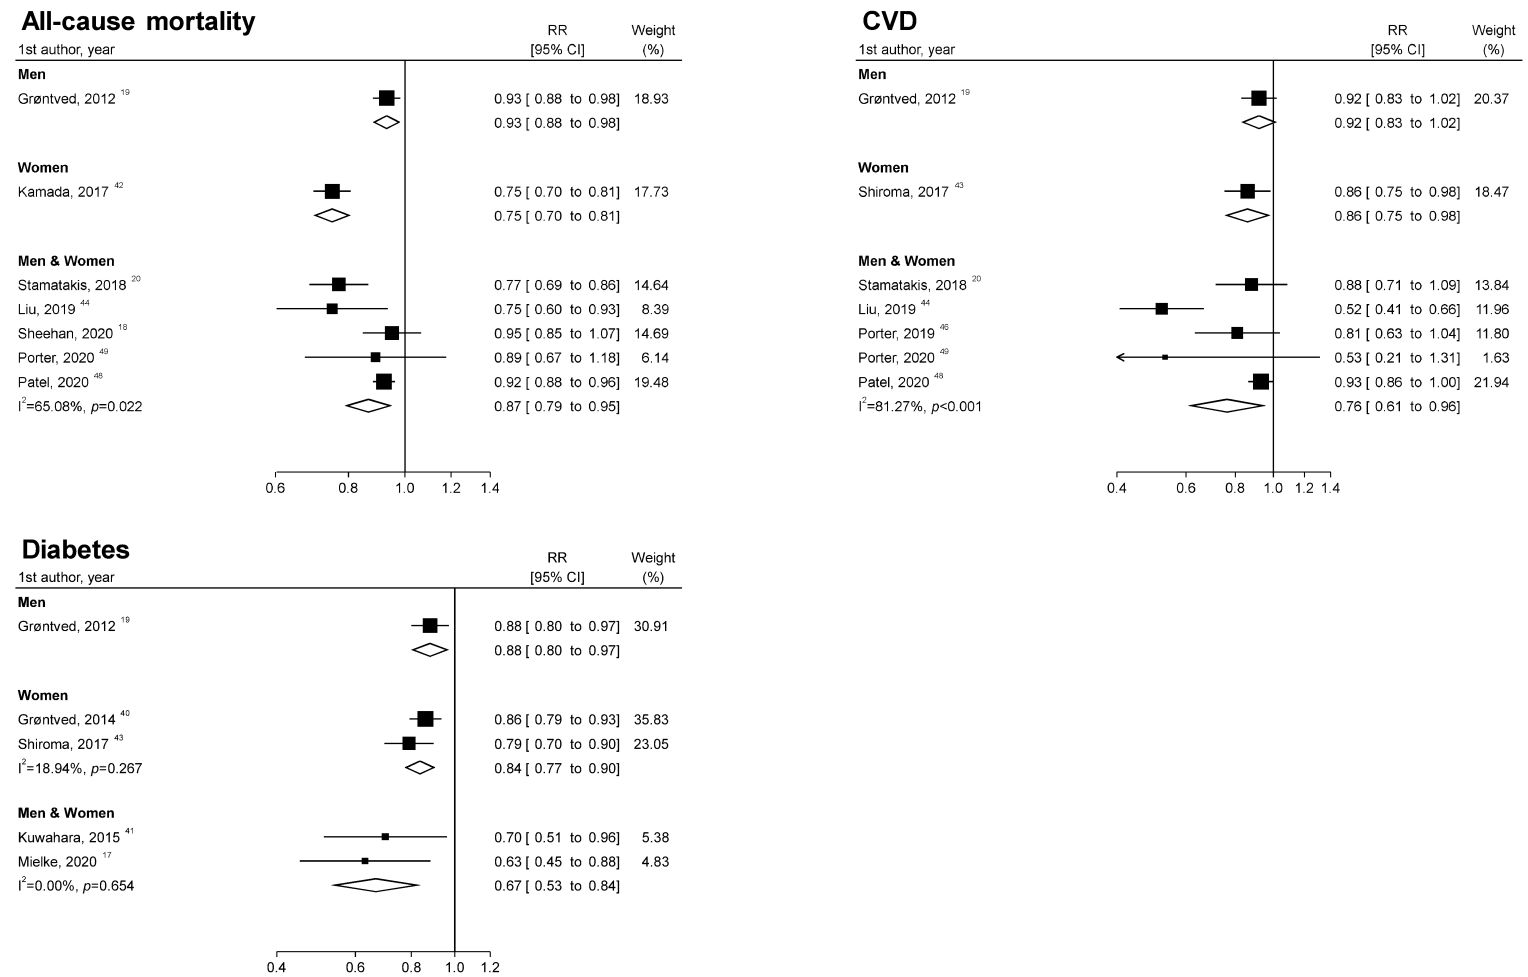 All-cause mortality
RR Weight
1st author, year [95% CI] (%)
Men
Grøntved, 2012 19 0.93 [ 0.88 to 0.98] 18.93
0.93 [ 0.88 to 0.98]
Women
Kamada, 2017 42 0.75 [ 0.70 to 0.81] 17.73
0.75 [ 0.70 to 0.81]
Men & Women
Stamatakis, 2018 20 0.77 [ 0.69 to 0.86] 14.64
Liu, 2019 44 0.75 [ 0.60 to 0.93] 8.39
Sheehan, 2020 18 0.95 [ 0.85 to 1.07] 14.69
Porter, 2020 49 0.89 [ 0.67 to 1.18] 6.14
Patel, 2020 48 0.92 [ 0.88 to 0.96] 19.48
I2=65.08%, p=0.022 0.87 [ 0.79 to 0.95]
0.6 0.8 1.0 1.2 1.4
CVD
RR Weight
1st author, year [95% CI] (%)
Men
Grøntved, 2012 19 0.92 [ 0.83 to 1.02] 20.37
0.92 [ 0.83 to 1.02]
Women
Shiroma, 2017 43 0.86 [ 0.75 to 0.98] 18.47
0.86 [ 0.75 to 0.98]
Men & Women
Stamatakis, 2018 20 0.88 [ 0.71 to 1.09] 13.84
Liu, 2019 44 0.52 [ 0.41 to 0.66] 11.96
Porter, 2019 46 0.81 [ 0.63 to 1.04] 11.80
Porter, 2020 49 0.53 [ 0.21 to 1.31] 1.63
Patel, 2020 48 0.93 [ 0.86 to 1.00] 21.94
I2=81.27%, p<0.001 0.76 [ 0.61 to 0.96]
0.4 0.6 0.8 1.0 1.2 1.4
Diabetes
RR Weight
1st author, year [95% CI] (%)
Men
Grøntved, 2012 19 0.88 [ 0.80 to 0.97] 30.91
0.88 [ 0.80 to 0.97]
Women
Grøntved, 2014 40 0.86 [ 0.79 to 0.93] 35.83
Shiroma, 2017 43 0.79 [ 0.70 to 0.90] 23.05
I2=18.94%, p=0.267 0.84 [ 0.77 to 0.90]
Men & Women
Kuwahara, 2015 41 0.70 [ 0.51 to 0.96] 5.38
Mielke, 2020 17 0.63 [ 0.45 to 0.88] 4.83
I2=0.00%, p=0.654 0.67 [ 0.53 to 0.84]
0.4 0.6 0.8 1.0 1.2